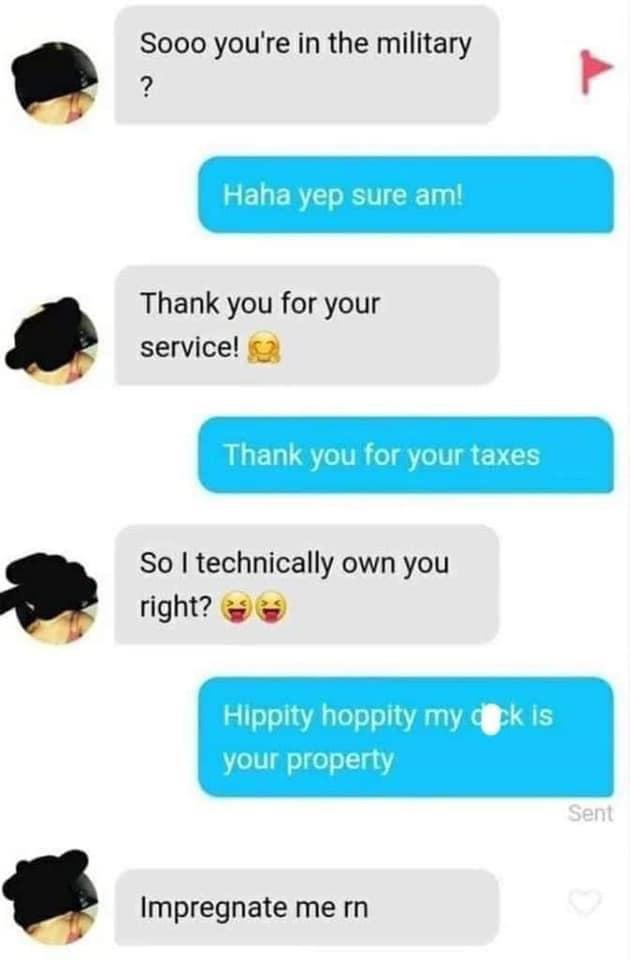 Sooo you're in the military
?
Haha yep sure am!
Thank you for your
service! 🤗
Thank you for your taxes
So I technically own you
right? 😝😝
Hippity hoppity my d ck is
your property
Sent
Impregnate me rn